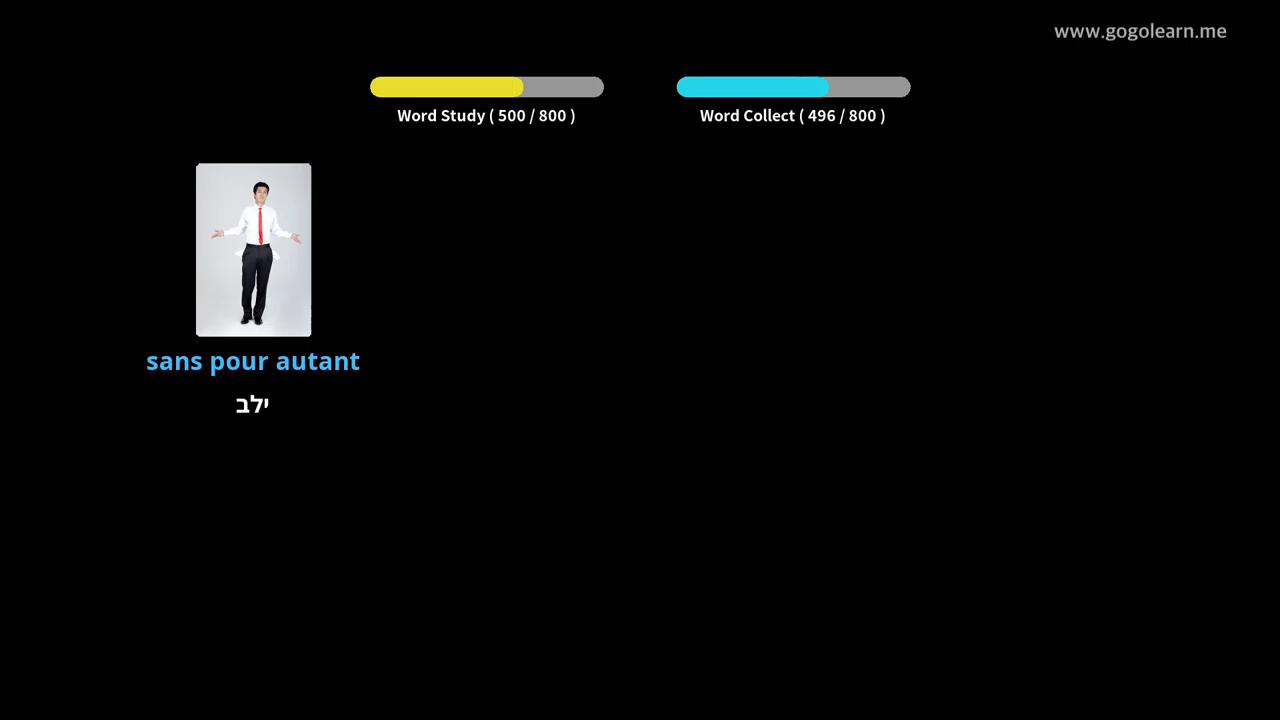 www.gogolearn.me
Word Study ( 500 / 800 )
Word Collect ( 496 / 800 )
sans pour autant
ילב